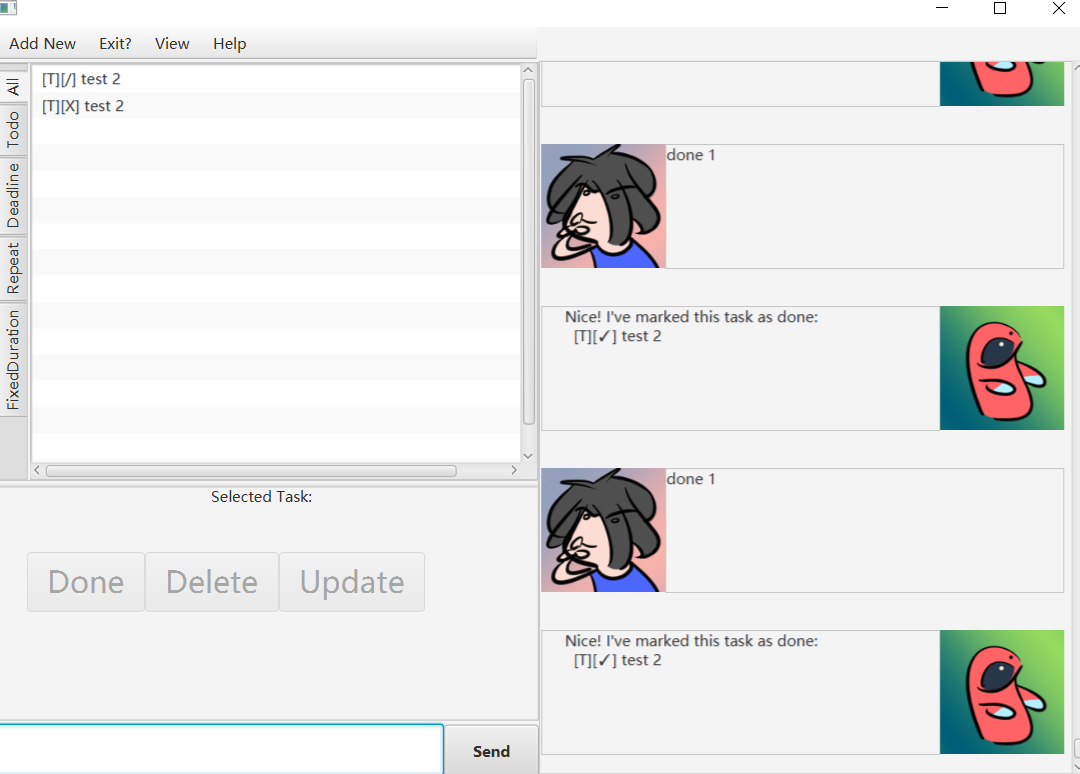 Add New Exit? View Help
All
Todo
Deadline
Repeat
FixedDuration
[T][/] test 2
[T][X] test 2
Selected Task:
Done Delete Update
Send
done 1
Nice! I've marked this task as done:
[T][✓] test 2
done 1
Nice! I've marked this task as done:
[T][✓] test 2